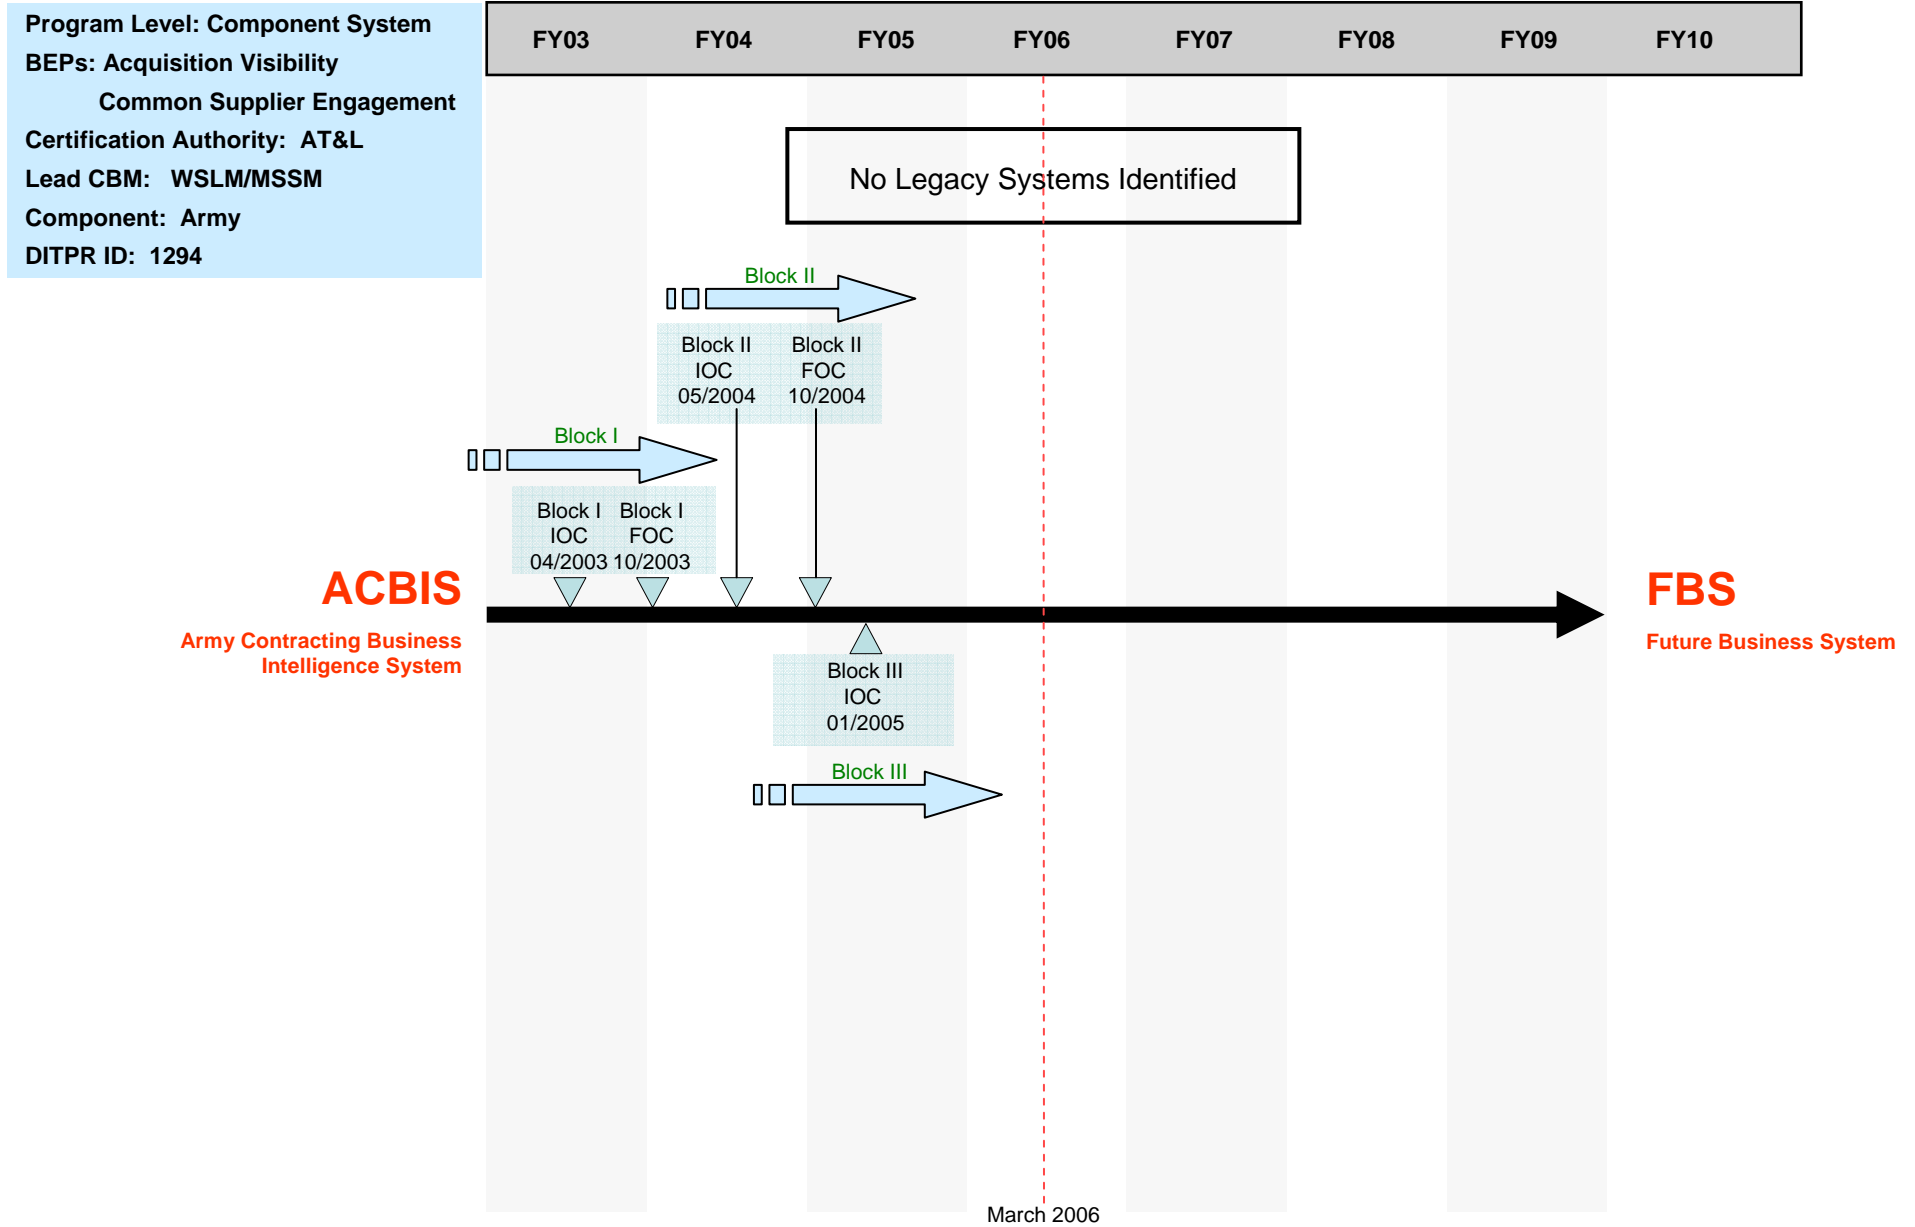 Program Level: Component System
BEPs: Acquisition Visibility
Common Supplier Engagement
Certification Authority: AT&L
Lead CBM: WSLM/MSSM
Component: Army
DITPR ID: 1294
FY03 FY04 FY05 FY06 FY07 FY08 FY09 FY10
No Legacy Systems Identified
Block II
Block II
IOC
05/2004
Block II
FOC
10/2004
Block I
Block I
IOC
04/2003
Block I
FOC
10/2003
ACBIS
Army Contracting Business
Intelligence System
FBS
Future Business System
Block III
IOC
01/2005
Block III
March 2006